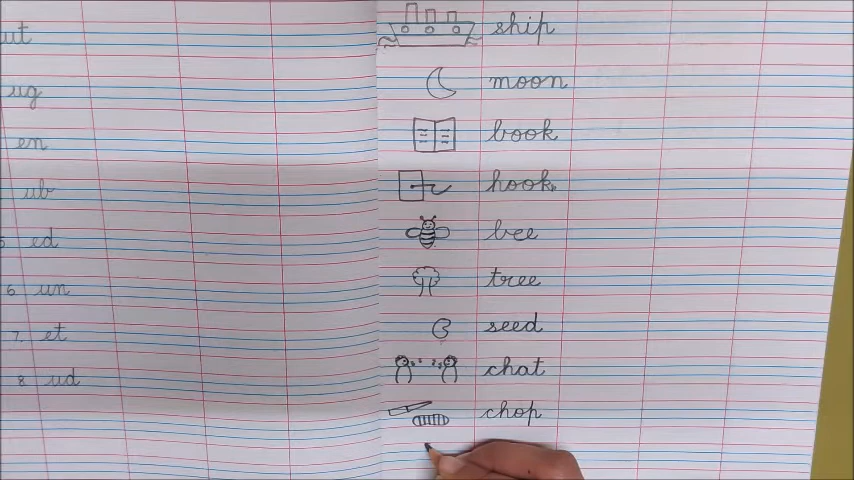 ut
ug
en
ub
5 ed
6. un
7. et
8 ud
ship
moon
book
hook
bee
tree
seed
chat
chop